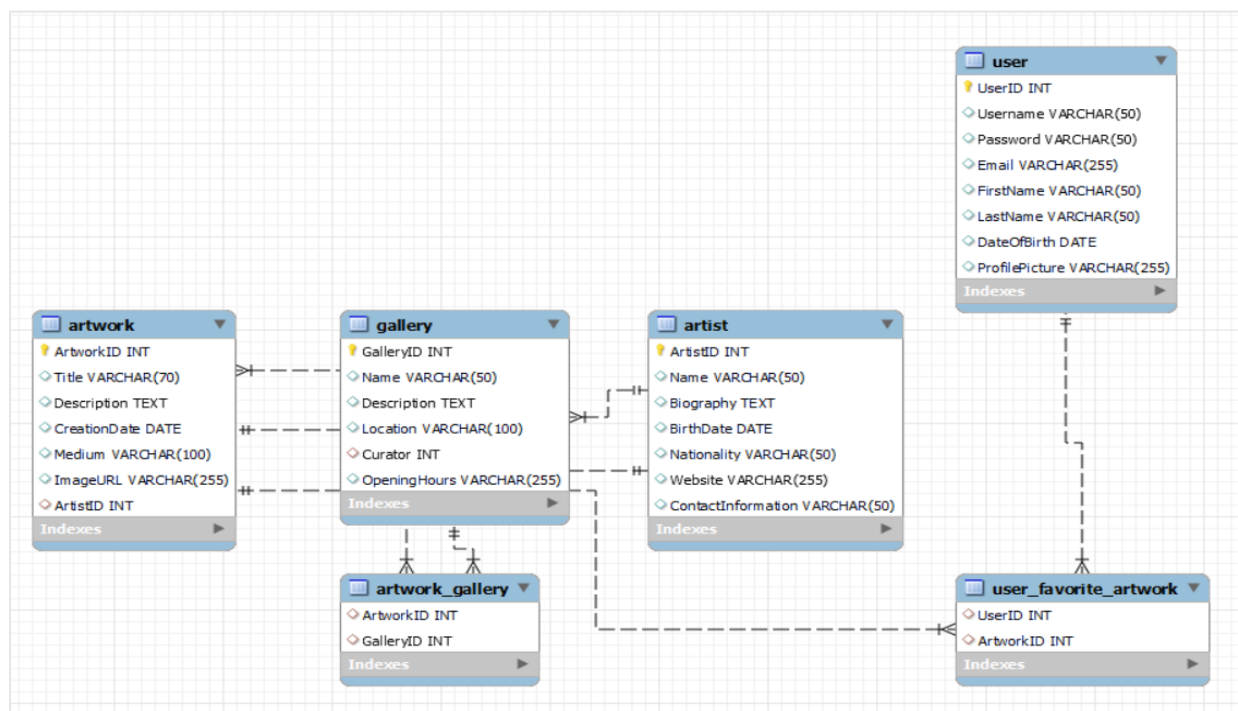 user
UserID INT
Username VARCHAR(50)
Password VARCHAR(50)
Email VARCHAR(255)
FirstName VARCHAR(50)
LastName VARCHAR(50)
DateOfBirth DATE
ProfilePicture VARCHAR(255)
Indexes
artwork
ArtworkID INT
Title VARCHAR(70)
Description TEXT
CreationDate DATE
Medium VARCHAR(100)
ImageURL VARCHAR(255)
ArtistID INT
Indexes
gallery
GalleryID INT
Name VARCHAR(50)
Description TEXT
Location VARCHAR(100)
Curator INT
OpeningHours VARCHAR(255)
Indexes
artist
ArtistID INT
Name VARCHAR(50)
Biography TEXT
BirthDate DATE
Nationality VARCHAR(50)
Website VARCHAR(255)
ContactInformation VARCHAR(50)
Indexes
artwork_gallery
ArtworkID INT
GalleryID INT
Indexes
user_favorite_artwork
UserID INT
ArtworkID INT
Indexes